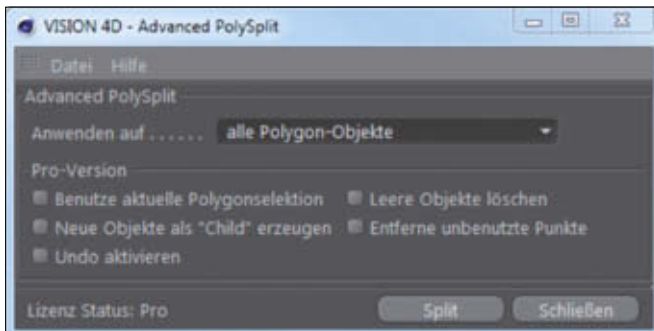 VISION 4D - Advanced PolySplit
Datei Hilfe
Advanced PolySplit
Anwenden auf ...... alle Polygon-Objekte
Pro-Version
Benutze aktuelle Polygonselektion Leere Objekte löschen
Neue Objekte als "Child" erzeugen Entferne unbenutzte Punkte
Undo aktivieren
Lizenz Status: Pro Split Schließen